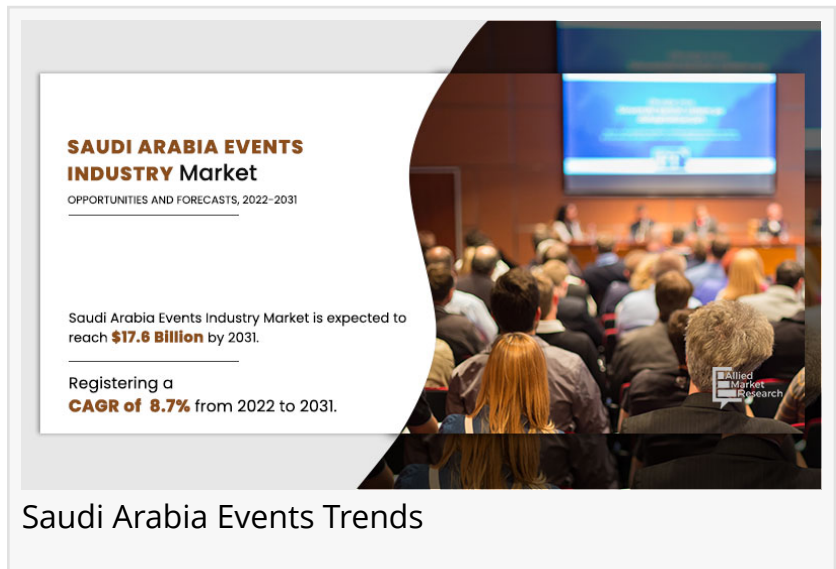 SAUDI ARABIA EVENTS
INDUSTRY Market
OPPORTUNITIES AND FORECASTS, 2022-2031
Saudi Arabia Events Industry Market is expected to
reach $17.6 Billion by 2031.
Registering a
CAGR of 8.7% from 2022 to 2031.
Allied
Market
Research
Saudi Arabia Events Trends